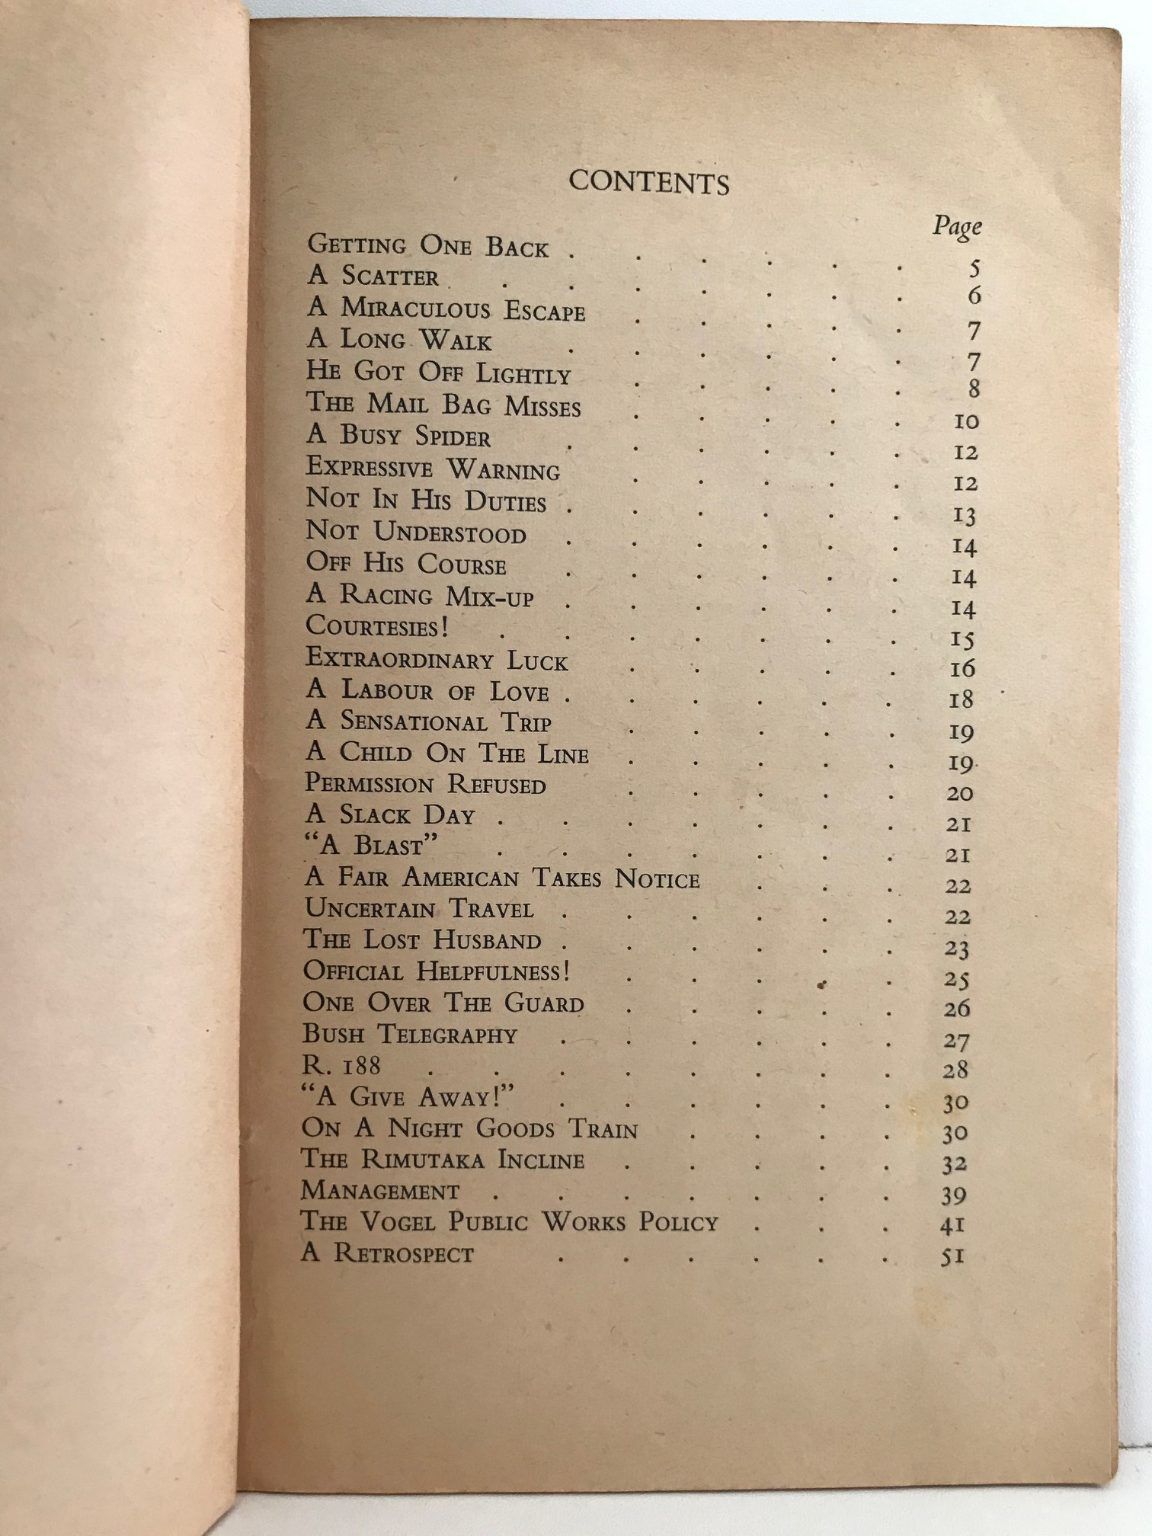 CONTENTS
Page
GETTING ONE BACK . . . . . . 5
A SCATTER . . . . . . . 6
A MIRACULOUS ESCAPE . . . . . 7
A LONG WALK . . . . . . 7
HE GOT OFF LIGHTLY . . . . . 8
THE MAIL BAG MISSES . . . . . 10
A BUSY SPIDER . . . . . . 12
EXPRESSIVE WARNING . . . . . 12
NOT IN HIS DUTIES . . . . . . 13
NOT UNDERSTOOD . . . . . . 14
OFF HIS COURSE . . . . . . 14
A RACING MIX-UP . . . . . . 14
COURTESIES! . . . . . . . 15
EXTRAORDINARY LUCK . . . . . 16
A LABOUR OF LOVE . . . . . . 18
A SENSATIONAL TRIP . . . . . 19
A CHILD ON THE LINE . . . . . 19
PERMISSION REFUSED . . . . . 20
A SLACK DAY . . . . . . . 21
"A BLAST" . . . . . . . 21
A FAIR AMERICAN TAKES NOTICE . . . 22
UNCERTAIN TRAVEL . . . . . . 22
THE LOST HUSBAND . . . . . . 23
OFFICIAL HELPFULNESS! . . . . . 25
ONE OVER THE GUARD . . . . . 26
BUSH TELEGRAPHY . . . . . . 27
R. 188 . . . . . . . . 28
"A GIVE AWAY!" . . . . . . 30
ON A NIGHT GOODS TRAIN . . . . 30
THE RIMUTAKA INCLINE . . . . . 32
MANAGEMENT . . . . . . . 39
THE VOGEL PUBLIC WORKS POLICY . . . 41
A RETROSPECT . . . . . . 51